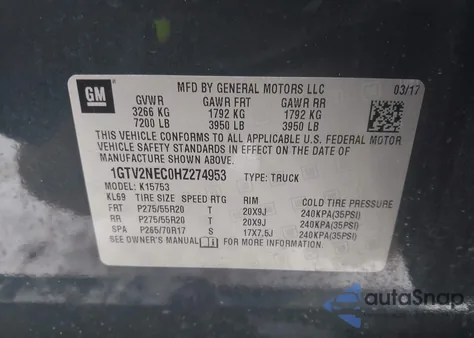 GM
MFD BY GENERAL MOTORS LLC 03/17
GVWR GAWR FRT GAWR RR
3266 KG 1792 KG 1792 KG
7200 LB 3950 LB 3950 LB
THIS VEHICLE CONFORMS TO ALL APPLICABLE U.S. FEDERAL MOTOR
VEHICLE SAFETY STANDARDS IN EFFECT ON THE DATE OF
MANUFACTURE SHOWN ABOVE.
1GTV2NEC0HZ274953 TYPE: TRUCK
MODEL: K15753
KL69 TIRE SIZE SPEED RTG RIM COLD TIRE PRESSURE
FRT P275/55R20 T 20X9J 240KPA(35PSI)
RR P275/55R20 T 20X9J 240KPA(35PSI)
SPA P265/70R17 S 17X7.5J 240KPA(35PSI)
SEE OWNER'S MANUAL FOR MORE INFORMATION.
autoSnap